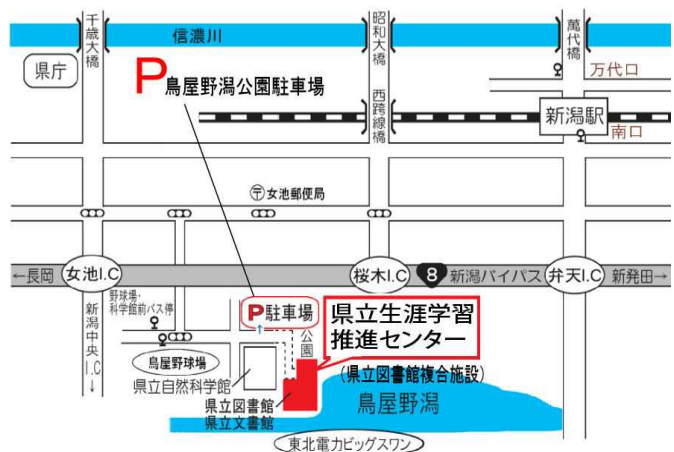 千歳大橋
信濃川
昭和大橋
萬代橋
県庁
P鳥屋野潟公園駐車場
西跨線橋
万代口
新潟駅
南口
〒女池郵便局
←長岡
女池I.C
桜木I.C
8
新潟バイパス
弁天I.C
新発田→
新潟中央I.C→
野球場・
科学館前バス停
P駐車場
公園
県立生涯学習
推進センター
(県立図書館複合施設)
鳥屋野球場
県立自然科学館
県立図書館
県立文書館
鳥屋野潟
東北電力ビッグスワン